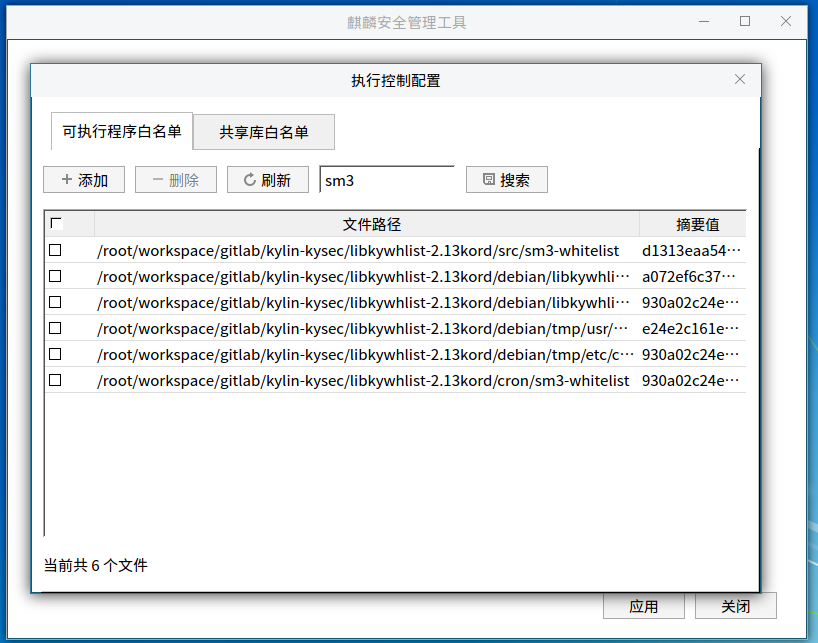 麒麟安全管理工具
执行控制配置
可执行程序白名单 共享库白名单
添加 删除 刷新 sm3 搜索
文件路径 摘要值
/root/workspace/gitlab/kylin-kysec/libkywhlist-2.13kord/src/sm3-whitelist d1313eaa54···
/root/workspace/gitlab/kylin-kysec/libkywhlist-2.13kord/debian/libkywhli··· a072ef6c37···
/root/workspace/gitlab/kylin-kysec/libkywhlist-2.13kord/debian/libkywhli··· 930a02c24e···
/root/workspace/gitlab/kylin-kysec/libkywhlist-2.13kord/debian/tmp/usr/··· e24e2c161e···
/root/workspace/gitlab/kylin-kysec/libkywhlist-2.13kord/debian/tmp/etc/c··· 930a02c24e···
/root/workspace/gitlab/kylin-kysec/libkywhlist-2.13kord/cron/sm3-whitelist 930a02c24e···
当前共 6 个文件
应用 关闭